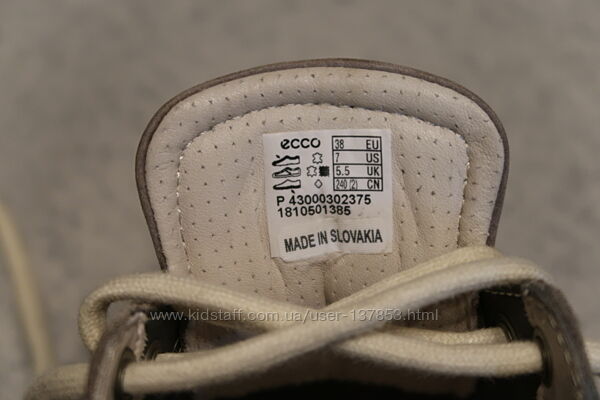 ecco
38 EU
7 US
5.5 UK
240 (2) CN
P 43000302375
1810501385
MADE IN SLOVAKIA
www.kidstaff.com.ua/user-137853.html